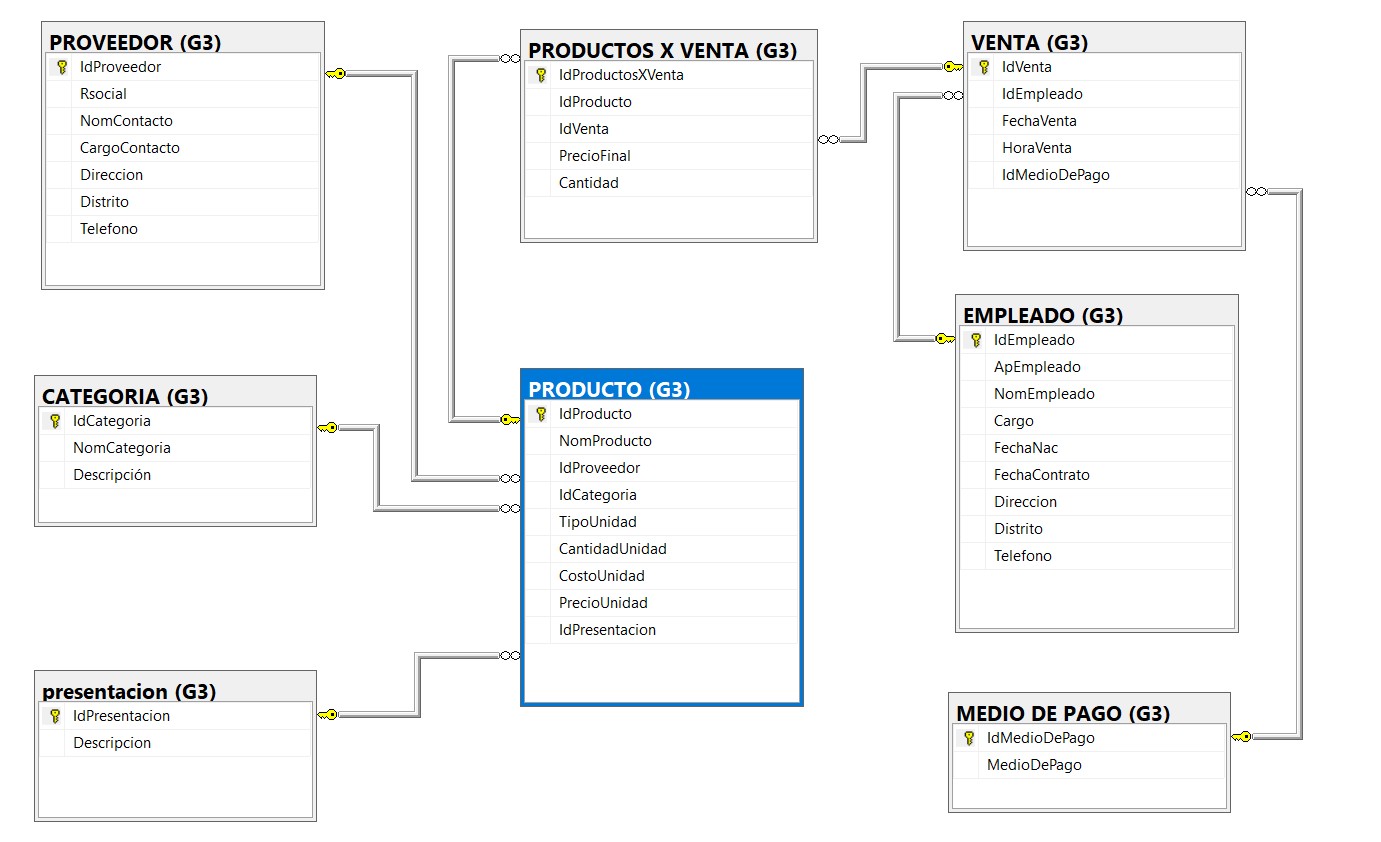 PROVEEDOR (G3)
IdProveedor
Rsocial
NomContacto
CargoContacto
Direccion
Distrito
Telefono
PRODUCTOS X VENTA (G3)
IdProductosXVenta
IdProducto
IdVenta
PrecioFinal
Cantidad
VENTA (G3)
IdVenta
IdEmpleado
FechaVenta
HoraVenta
IdMedioDePago
CATEGORIA (G3)
IdCategoria
NomCategoria
Descripción
PRODUCTO (G3)
IdProducto
NomProducto
IdProveedor
IdCategoria
TipoUnidad
CantidadUnidad
CostoUnidad
PrecioUnidad
IdPresentacion
EMPLEADO (G3)
IdEmpleado
ApEmpleado
NomEmpleado
Cargo
FechaNac
FechaContrato
Direccion
Distrito
Telefono
presentacion (G3)
IdPresentacion
Descripcion
MEDIO DE PAGO (G3)
IdMedioDePago
MedioDePago